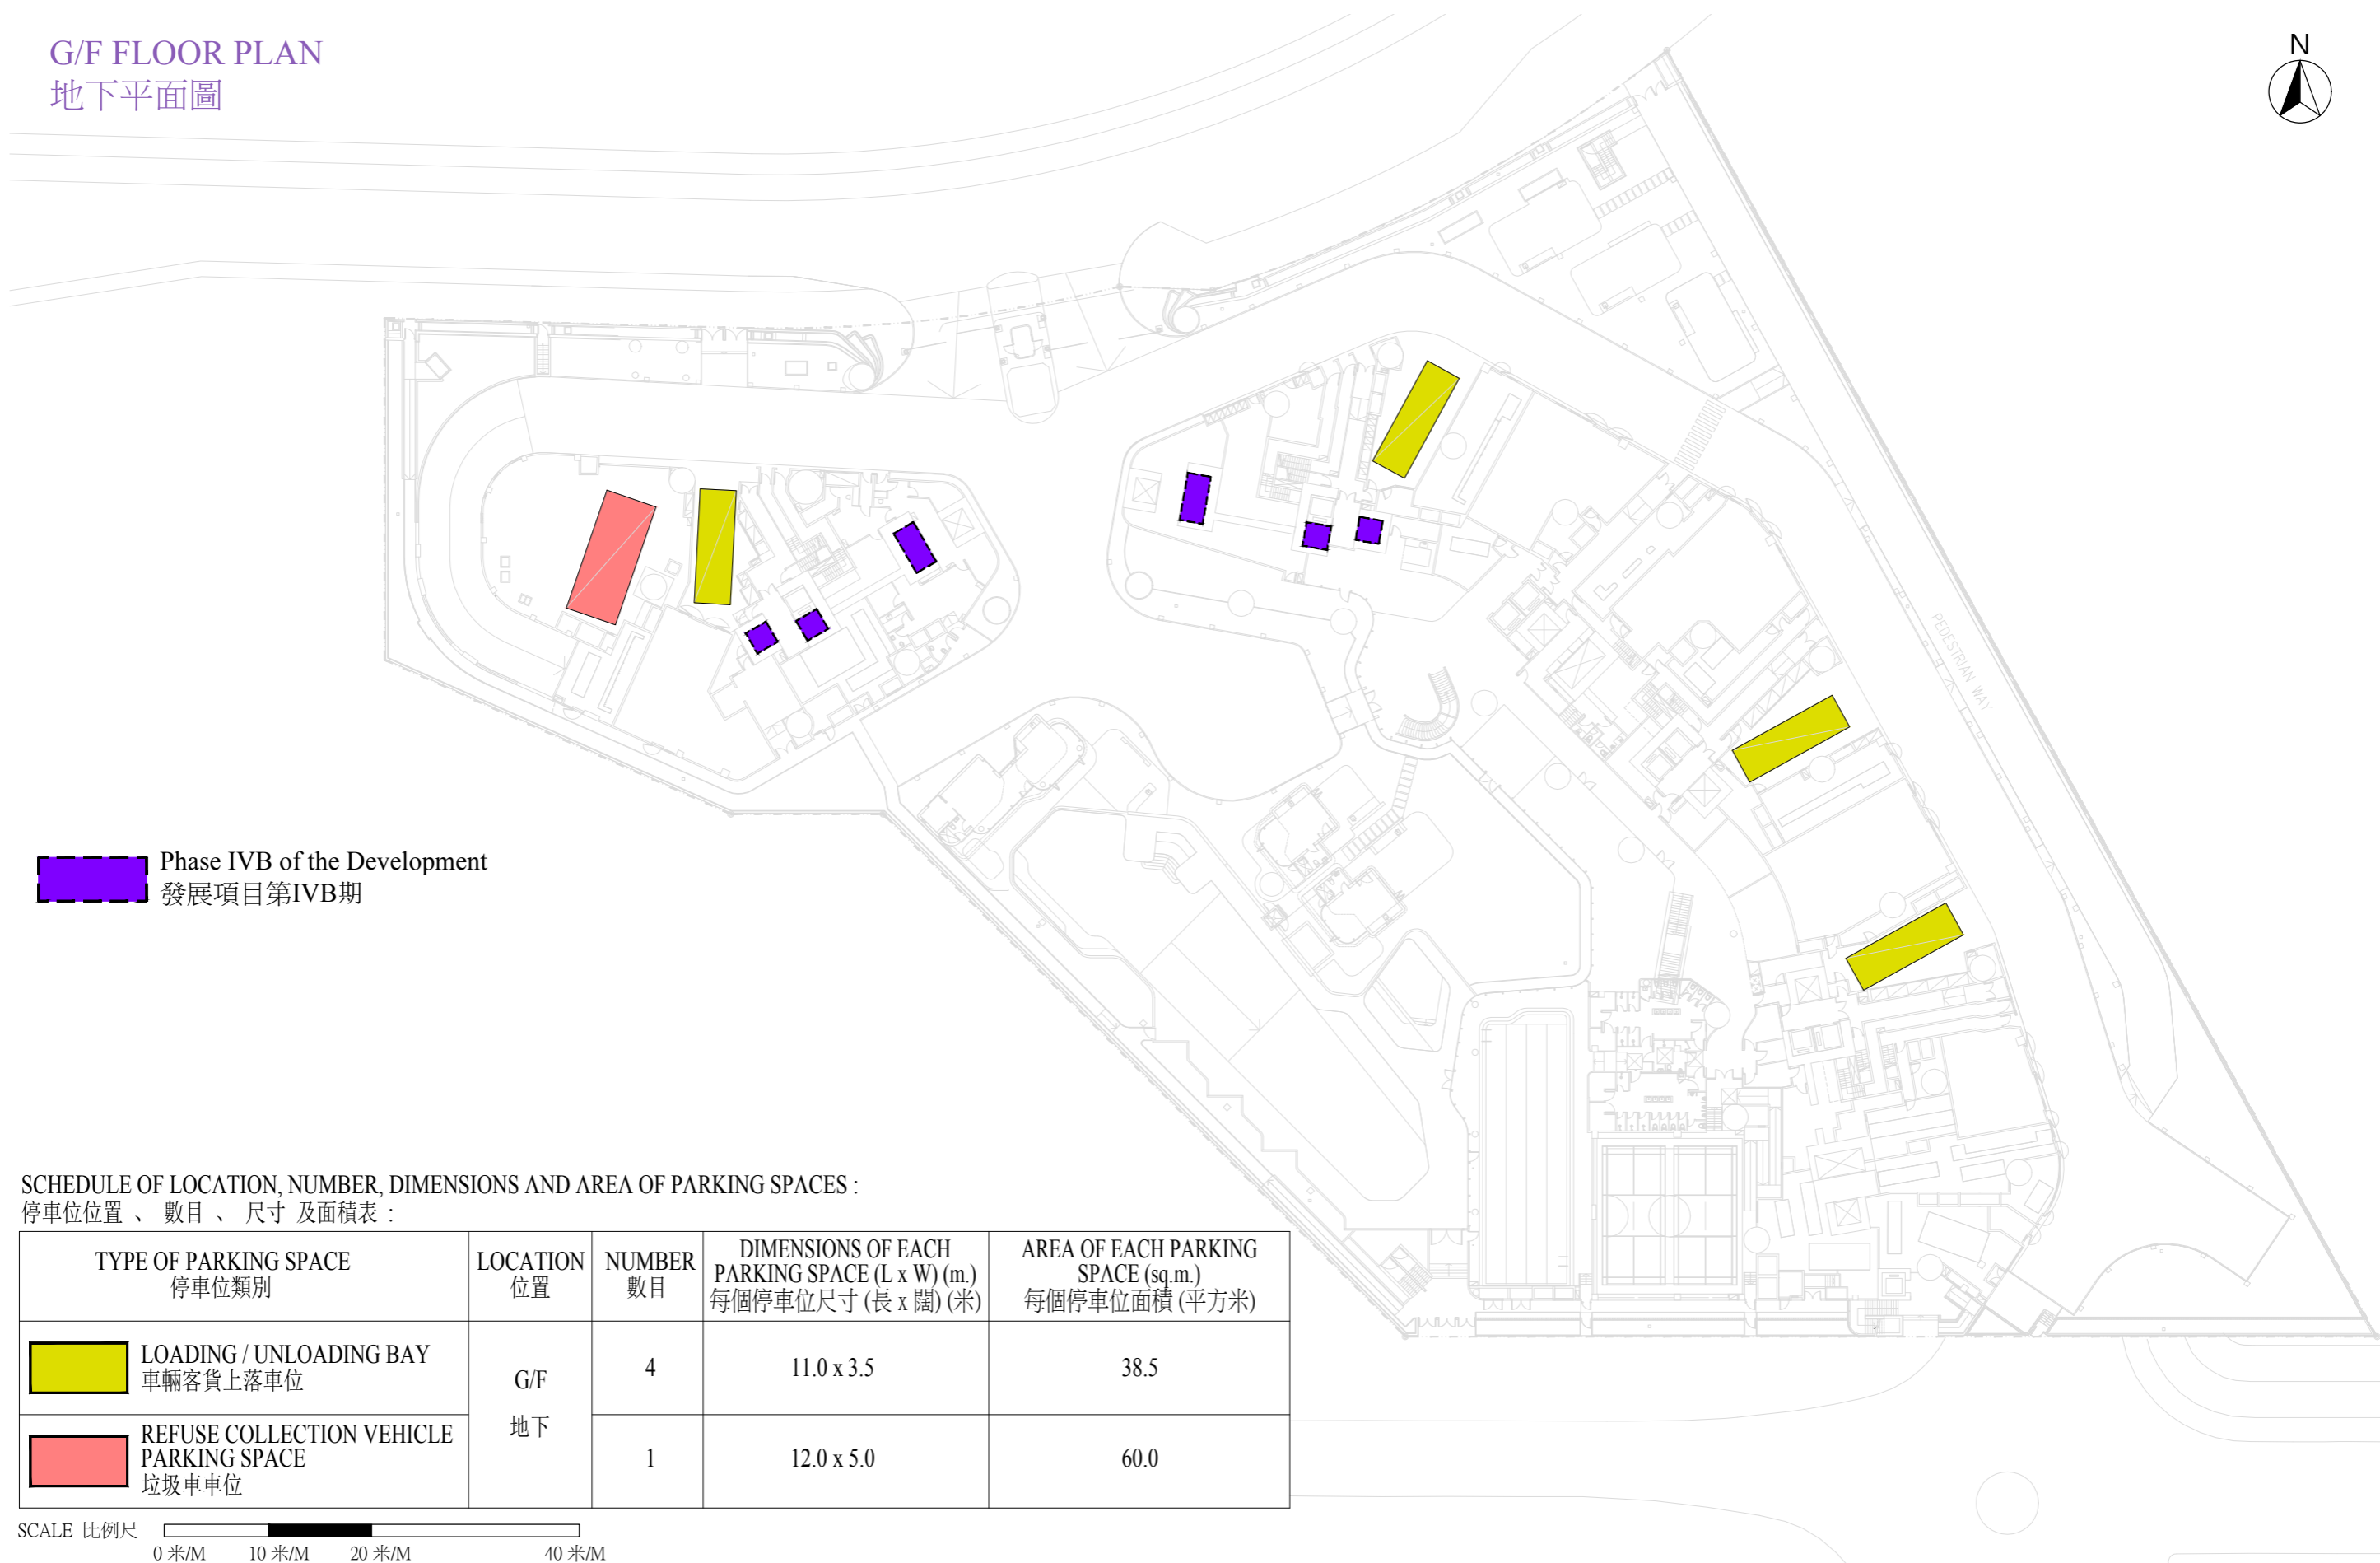 G/F FLOOR PLAN
地下平面圖
N
PEDESTRIAN WAY
Phase IVB of the Development
發展項目第IVB期
SCHEDULE OF LOCATION, NUMBER, DIMENSIONS AND AREA OF PARKING SPACES :
停車位位置 、 數目 、 尺寸 及面積表 :
TYPE OF PARKING SPACE
停車位類別
LOCATION
位置
NUMBER
數目
DIMENSIONS OF EACH
PARKING SPACE (L x W) (m.)
每個停車位尺寸 (長 x 闊) (米)
AREA OF EACH PARKING
SPACE (sq.m.)
每個停車位面積 (平方米)
LOADING / UNLOADING BAY
車輛客貨上落車位
G/F
地下
4
11.0 x 3.5
38.5
REFUSE COLLECTION VEHICLE
PARKING SPACE
垃圾車車位
1
12.0 x 5.0
60.0
SCALE 比例尺
0 米/M 10 米/M 20 米/M 40 米/M